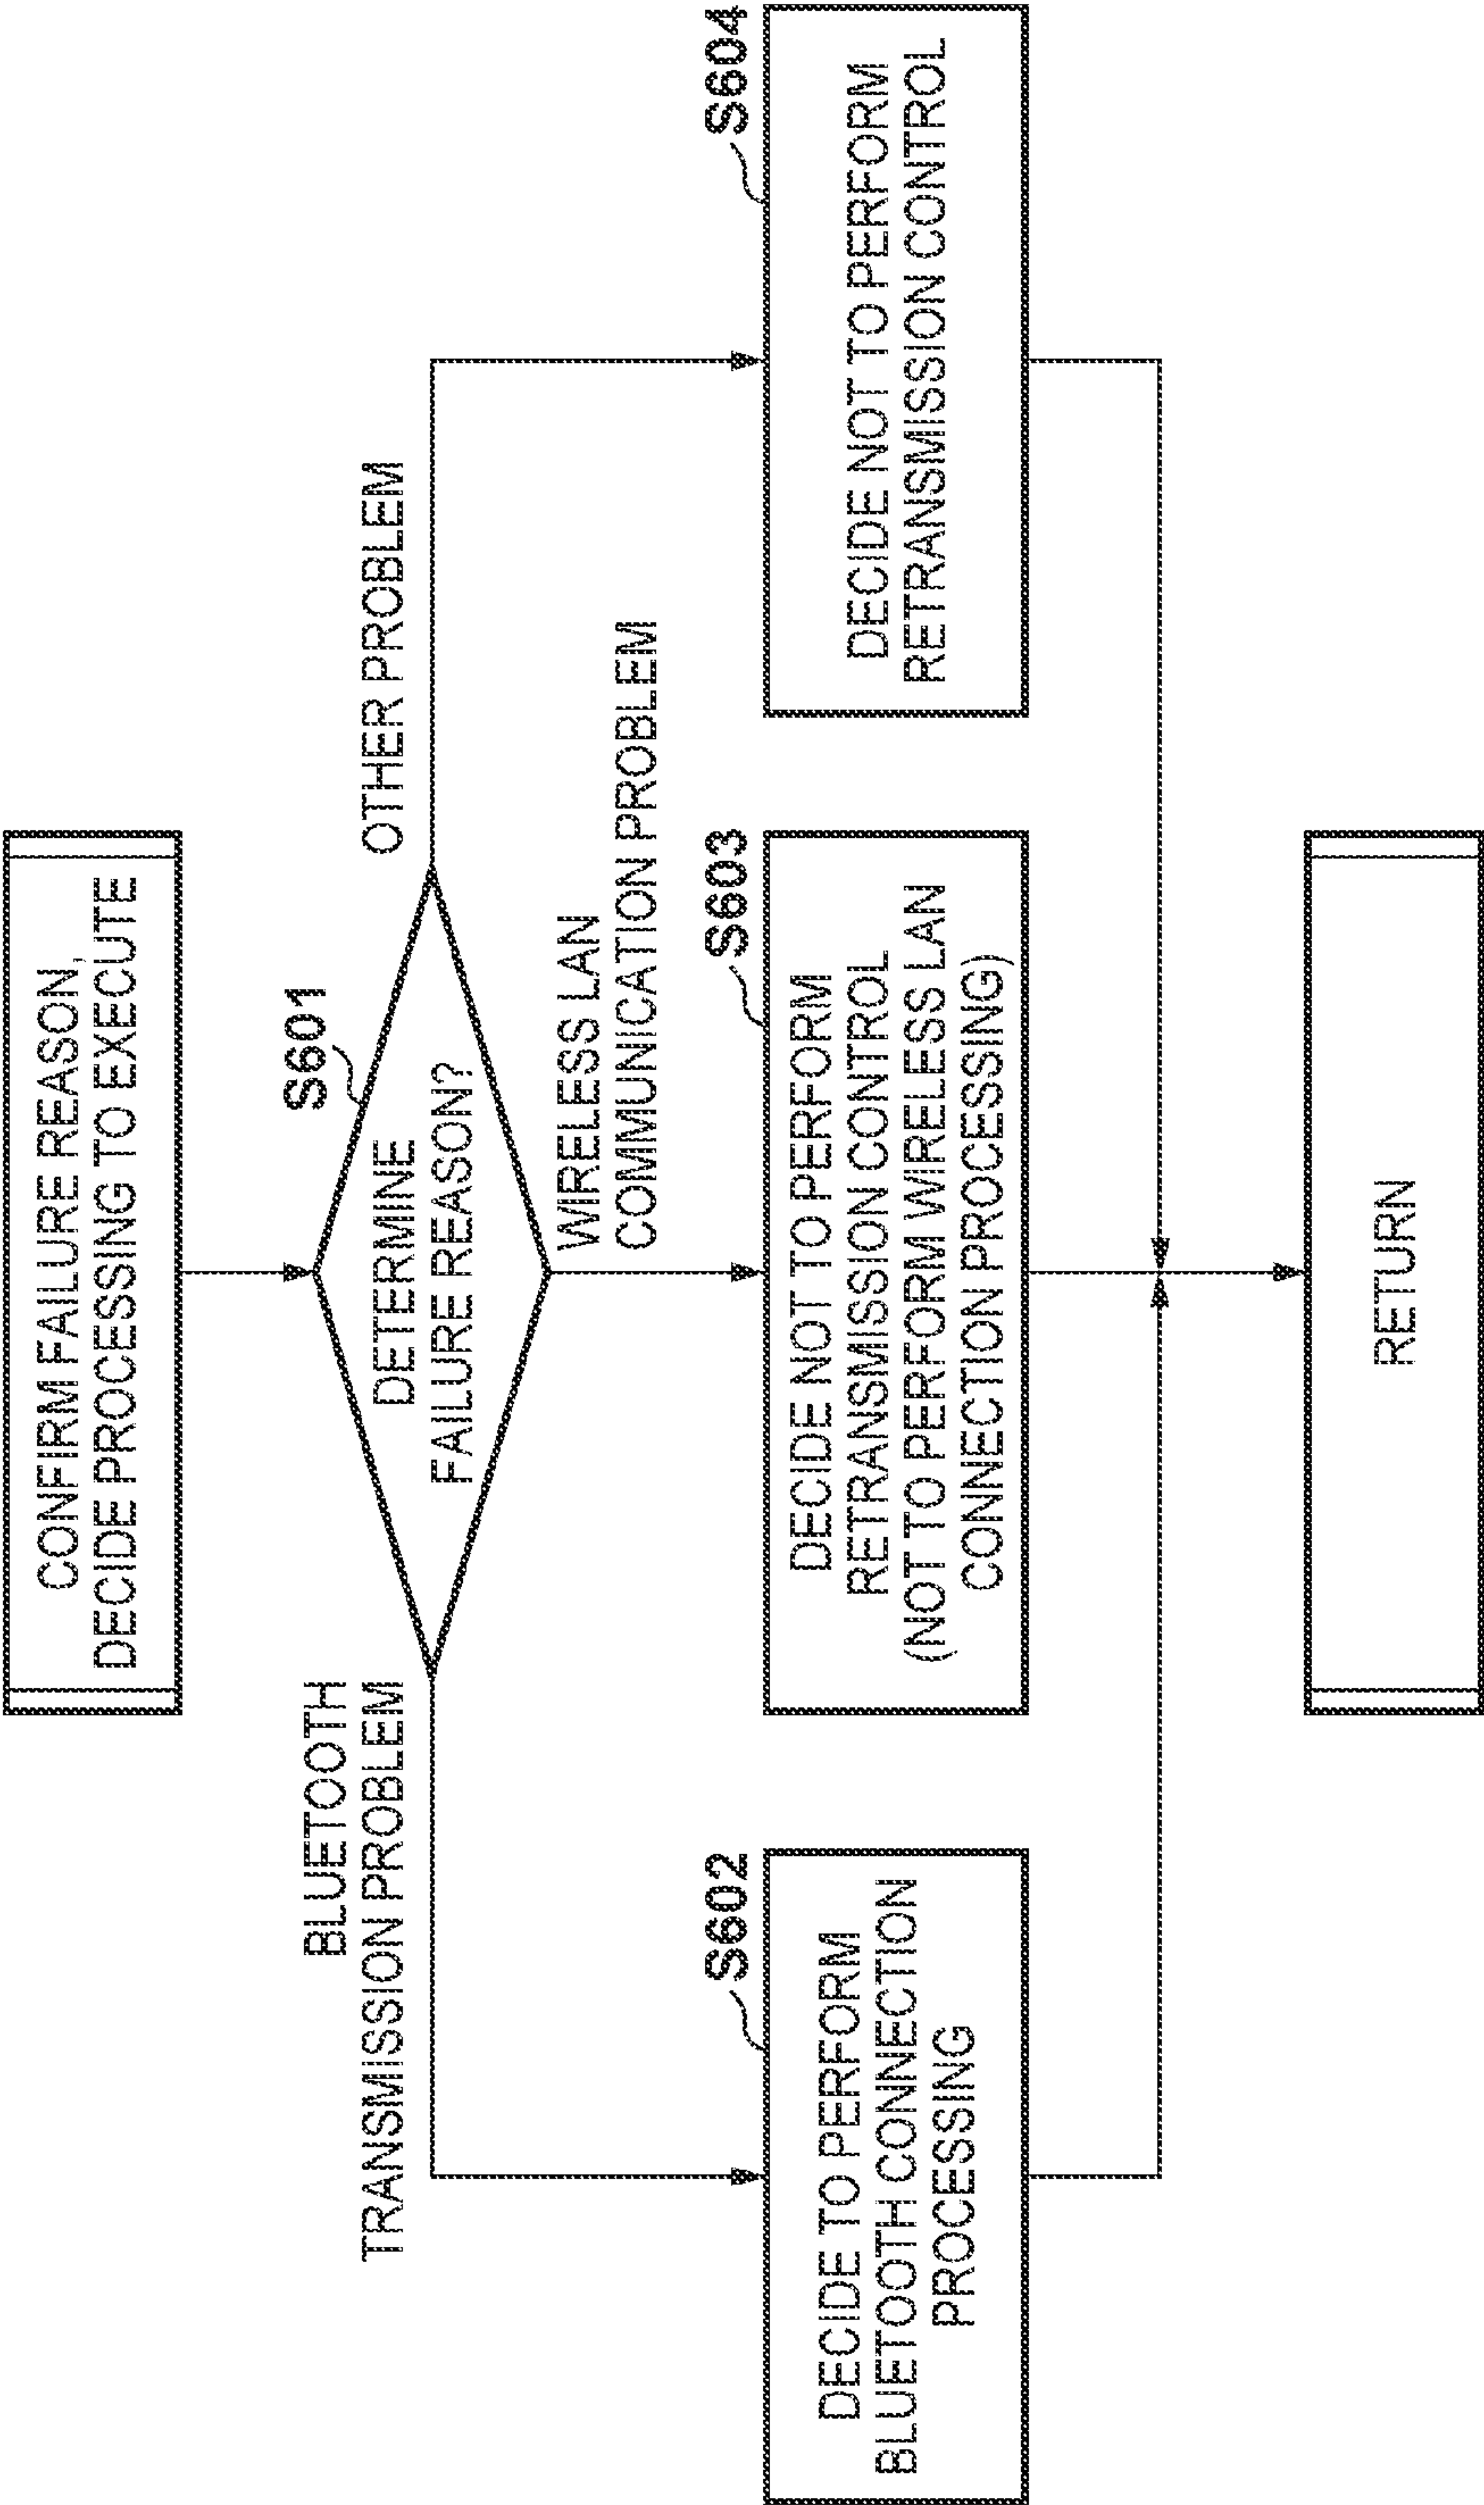 CONFIRM FAILURE REASON,
DECIDE PROCESSING TO EXECUTE
S601
DETERMINE
FAILURE REASON?
BLUETOOTH
TRANSMISSION PROBLEM
OTHER PROBLEM
WIRELESS LAN
COMMUNICATION PROBLEM
S602
DECIDE TO PERFORM
BLUETOOTH CONNECTION
PROCESSING
S603
DECIDE NOT TO PERFORM
RETRANSMISSION CONTROL
(NOT TO PERFORM WIRELESS LAN
CONNECTION PROCESSING)
S604
DECIDE NOT TO PERFORM
RETRANSMISSION CONTROL
RETURN